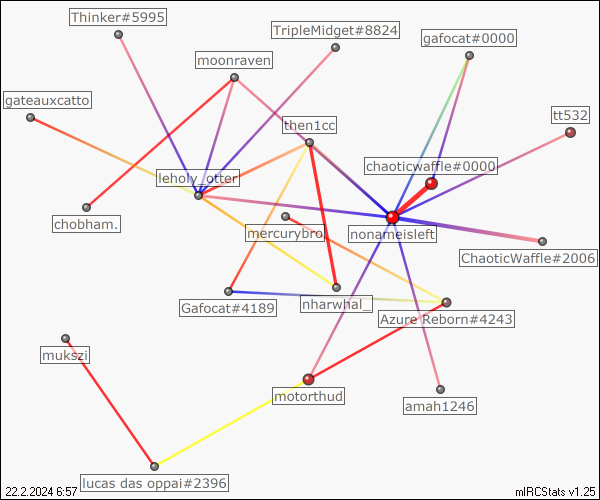 Thinker#5995
TripleMidget#8824
gafocat#0000
moonraven
gateauxcatto
tt532
then1cc
chaoticwaffle#0000
leholy_otter
chobham.
mercurybro,
nonameisleft
ChaoticWaffle#2006
Gafocat#4189
nharwhal_
Azure Reborn#4243
mukszi
motorthud
amah1246
lucas das oppai#2396
22.2.2024 6:57
mIRCStats v1.25